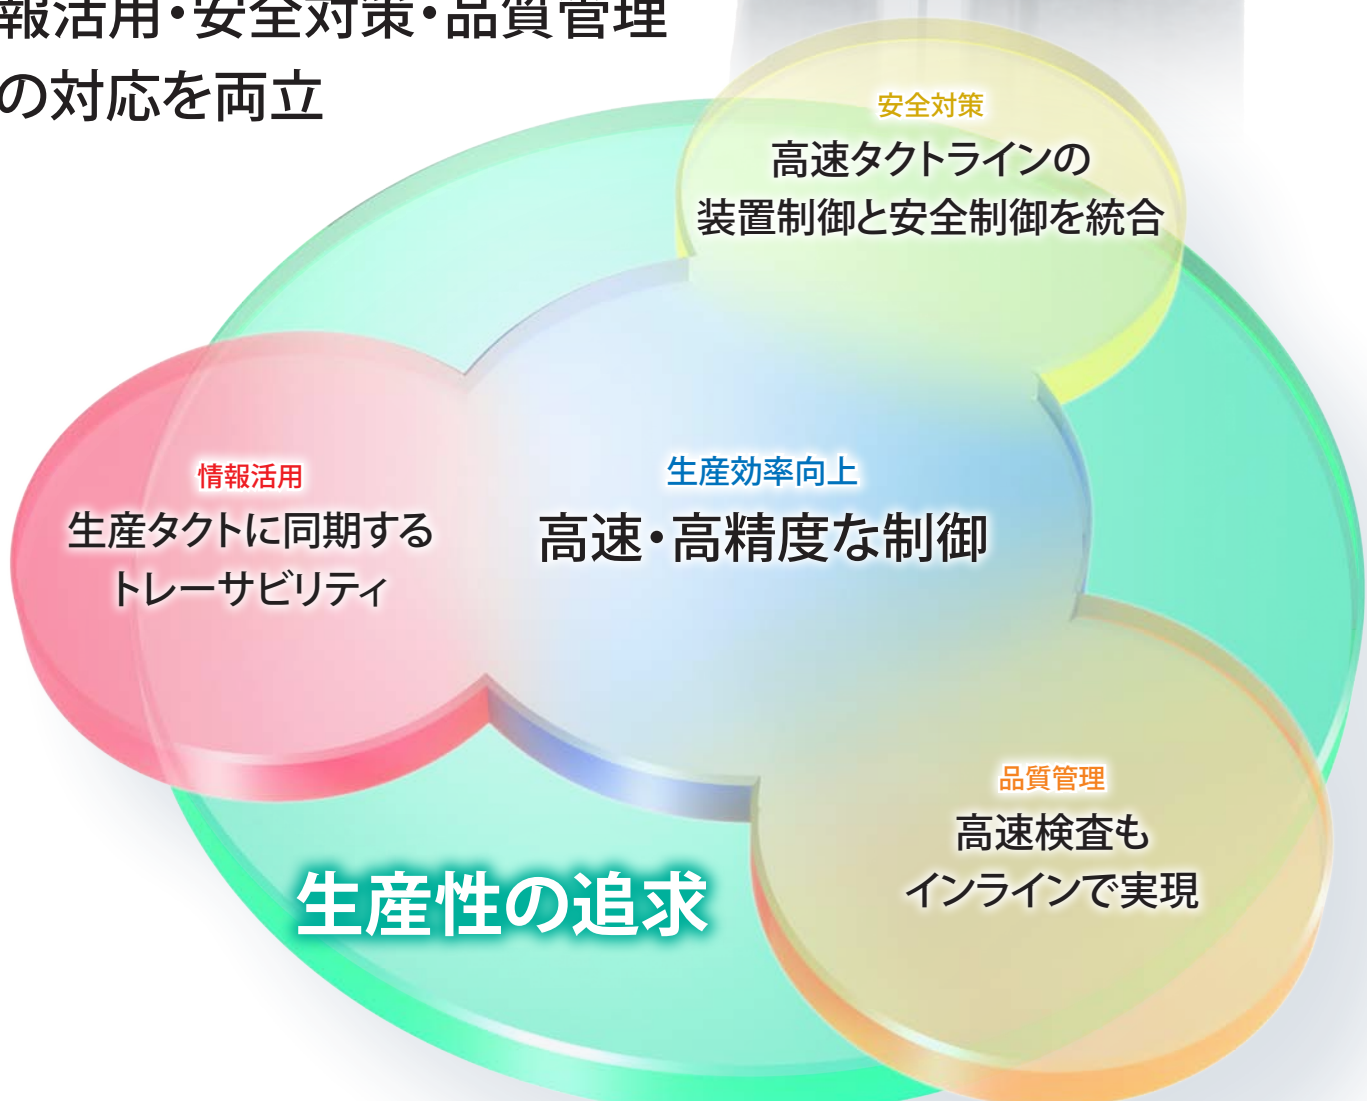 報活用・安全対策・品質管理
の対応を両立
安全対策
高速タクトラインの
装置制御と安全制御を統合
情報活用
生産タクトに同期する
トレーサビリティ
生産効率向上
高速・高精度な制御
品質管理
高速検査も
インラインで実現
生産性の追求